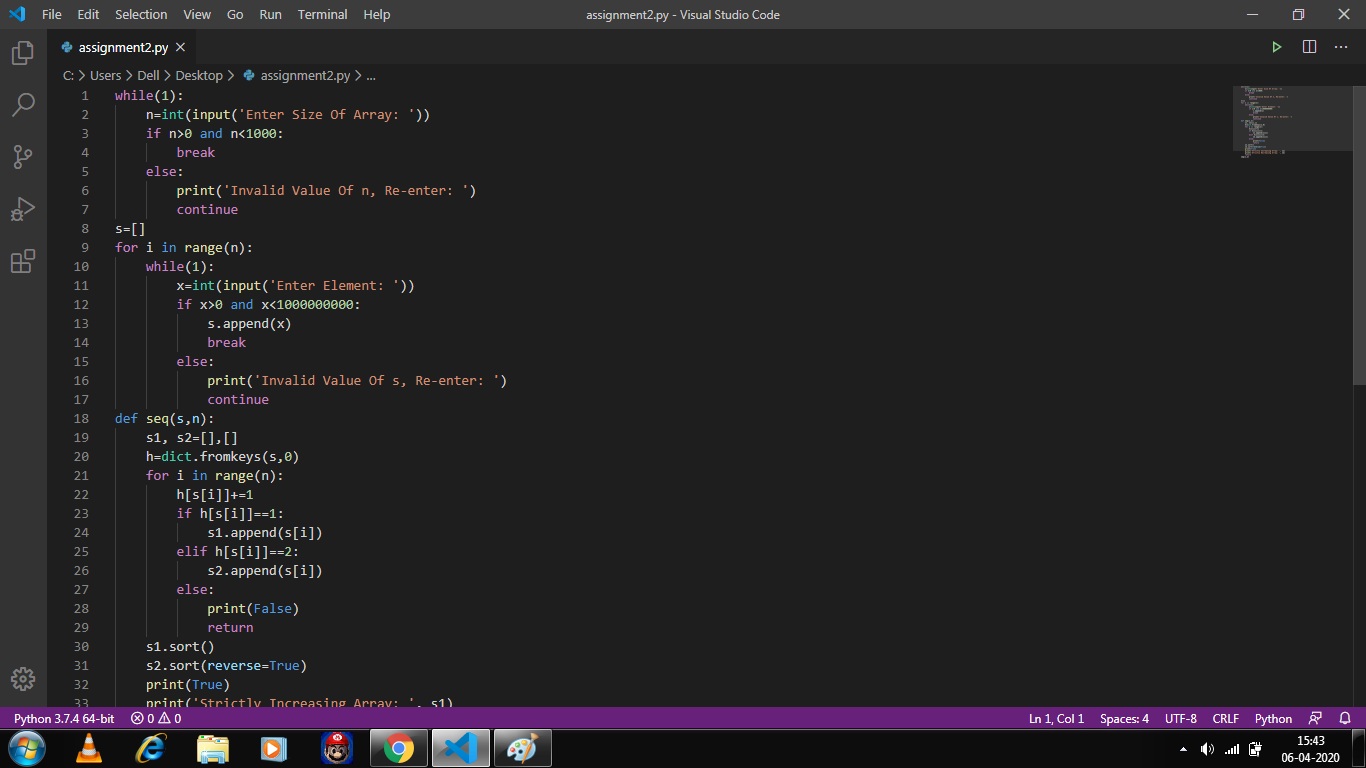 File Edit Selection View Go Run Terminal Help assignment2.py - Visual Studio Code
assignment2.py
C: > Users > Dell > Desktop > assignment2.py > ...
1 while(1):
2 n=int(input('Enter Size Of Array: '))
3 if n>0 and n<1000:
4 break
5 else:
6 print('Invalid Value Of n, Re-enter: ')
7 continue
8 s=[]
9 for i in range(n):
10 while(1):
11 x=int(input('Enter Element: '))
12 if x>0 and x<1000000000:
13 s.append(x)
14 break
15 else:
16 print('Invalid Value Of s, Re-enter: ')
17 continue
18 def seq(s,n):
19 s1, s2=[],[]
20 h=dict.fromkeys(s,0)
21 for i in range(n):
22 h[s[i]]+=1
23 if h[s[i]]==1:
24 s1.append(s[i])
25 elif h[s[i]]==2:
26 s2.append(s[i])
27 else:
28 print(False)
29 return
30 s1.sort()
31 s2.sort(reverse=True)
32 print(True)
33 print('Strictly Increasing Array: ', s1)
Python 3.7.4 64-bit 0 0 Ln 1, Col 1 Spaces: 4 UTF-8 CRLF Python
15:43
06-04-2020